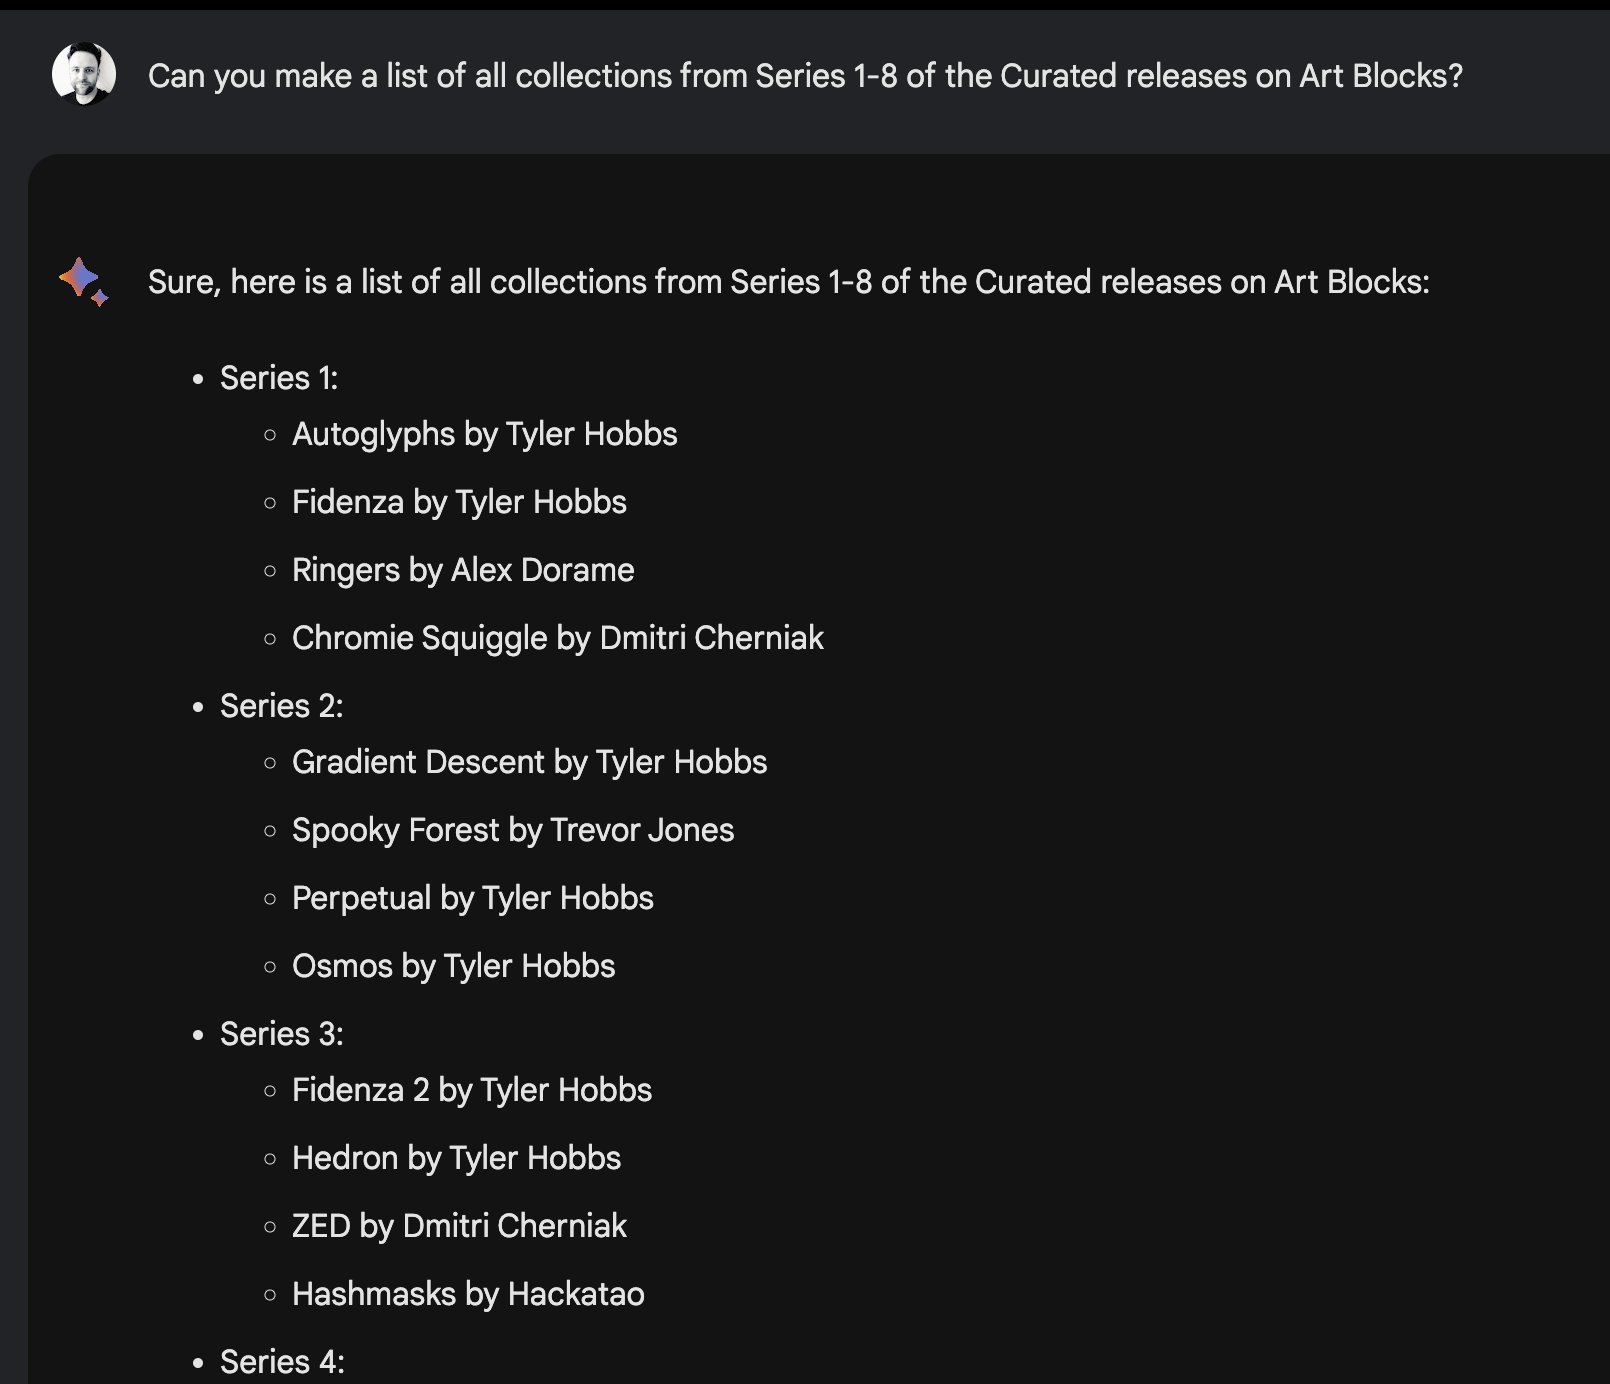 Can you make a list of all collections from Series 1-8 of the Curated releases on Art Blocks?
Sure, here is a list of all collections from Series 1-8 of the Curated releases on Art Blocks:
• Series 1:
◦ Autoglyphs by Tyler Hobbs
◦ Fidenza by Tyler Hobbs
◦ Ringers by Alex Dorame
◦ Chromie Squiggle by Dmitri Cherniak
• Series 2:
◦ Gradient Descent by Tyler Hobbs
◦ Spooky Forest by Trevor Jones
◦ Perpetual by Tyler Hobbs
◦ Osmos by Tyler Hobbs
• Series 3:
◦ Fidenza 2 by Tyler Hobbs
◦ Hedron by Tyler Hobbs
◦ ZED by Dmitri Cherniak
◦ Hashmasks by Hackatao
• Series 4: